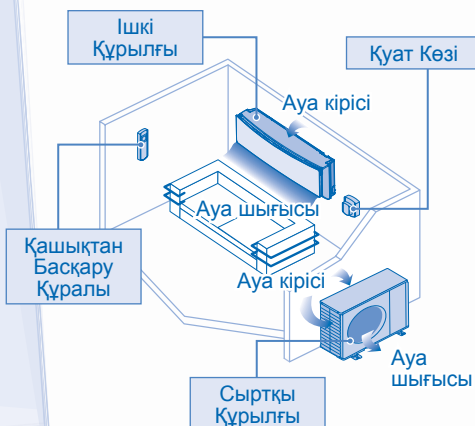 Ішкі
Құрылғы
Қуат Көзі
Ауа кірісі
Ауа шығысы
Қашықтан
Басқару
Құралы
Ауа кірісі
Ауа
шығысы
Сыртқы
Құрылғы